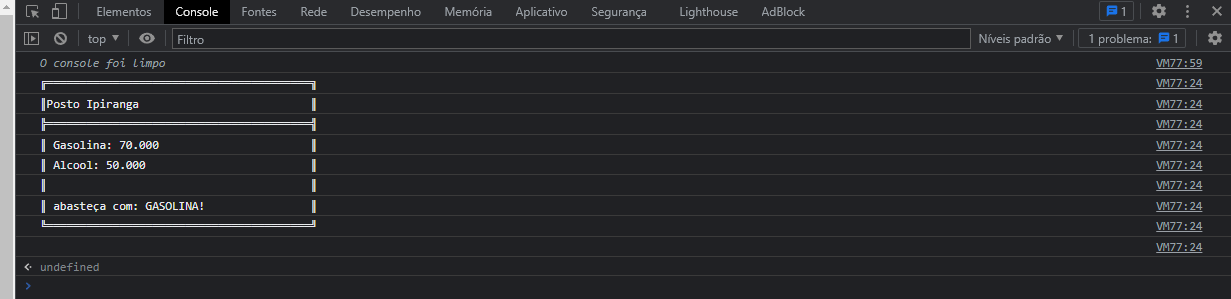 Elementos Console Fontes Rede Desempenho Memória Aplicativo Segurança Lighthouse AdBlock 1
top Filtro Níveis padrão 1 problema: 1
O console foi limpo VM77:59
╔════════════════════════════════════════╗ VM77:24
║Posto Ipiranga ║ VM77:24
╠════════════════════════════════════════╣ VM77:24
║ Gasolina: 70.000 ║ VM77:24
║ Alcool: 50.000 ║ VM77:24
║ ║ VM77:24
║ abasteça com: GASOLINA! ║ VM77:24
╚════════════════════════════════════════╝ VM77:24
VM77:24
undefined